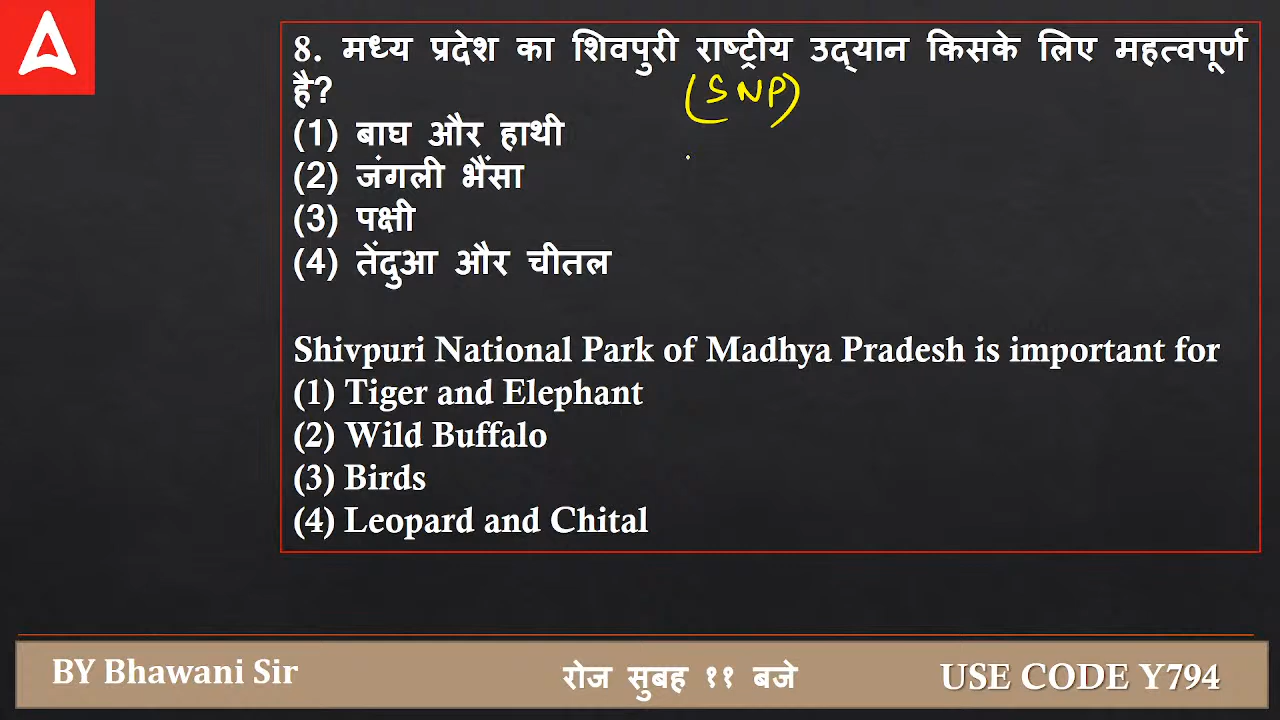 8. मध्य प्रदेश का शिवपुरी राष्ट्रीय उद्यान किसके लिए महत्वपूर्ण
है?
(SNP)
(1) बाघ और हाथी
(2) जंगली भैंसा
(3) पक्षी
(4) तेंदुआ और चीतल
Shivpuri National Park of Madhya Pradesh is important for
(1) Tiger and Elephant
(2) Wild Buffalo
(3) Birds
(4) Leopard and Chital
BY Bhawani Sir
रोज सुबह ११ बजे
USE CODE Y794